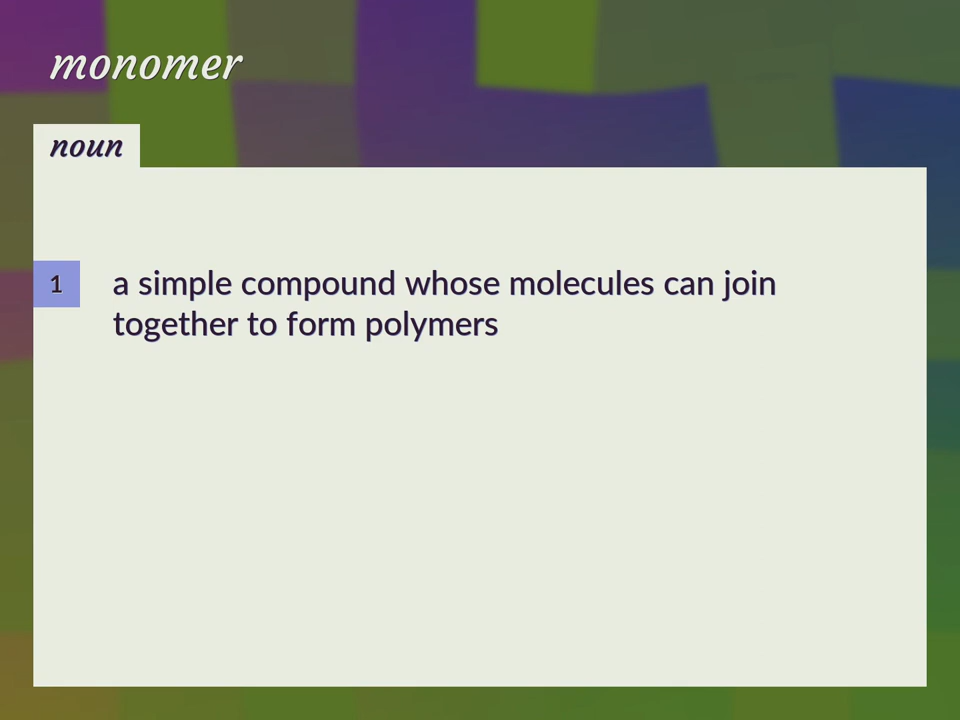 monomer
noun
1
a simple compound whose molecules can join
together to form polymers